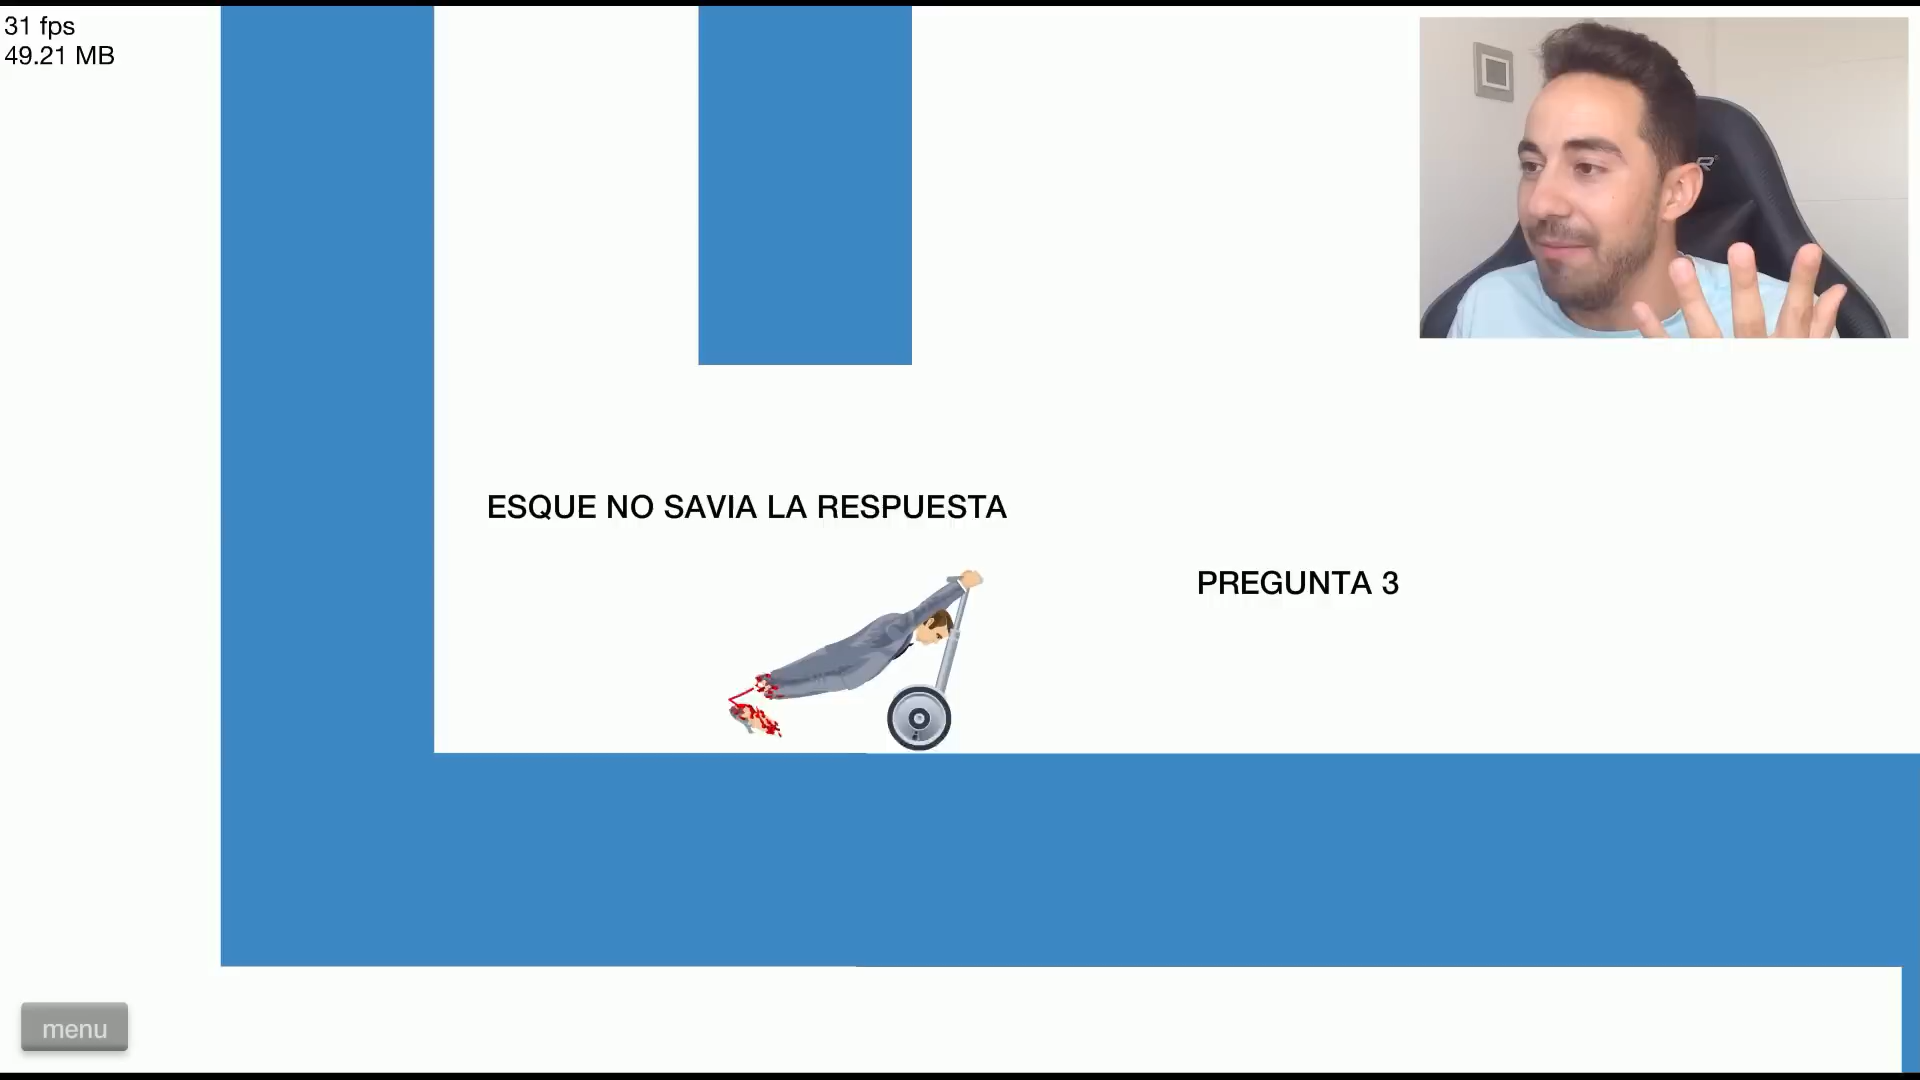 31 fps
49.21 MB
ESQUE NO SAVIA LA RESPUESTA
PREGUNTA 3
menu